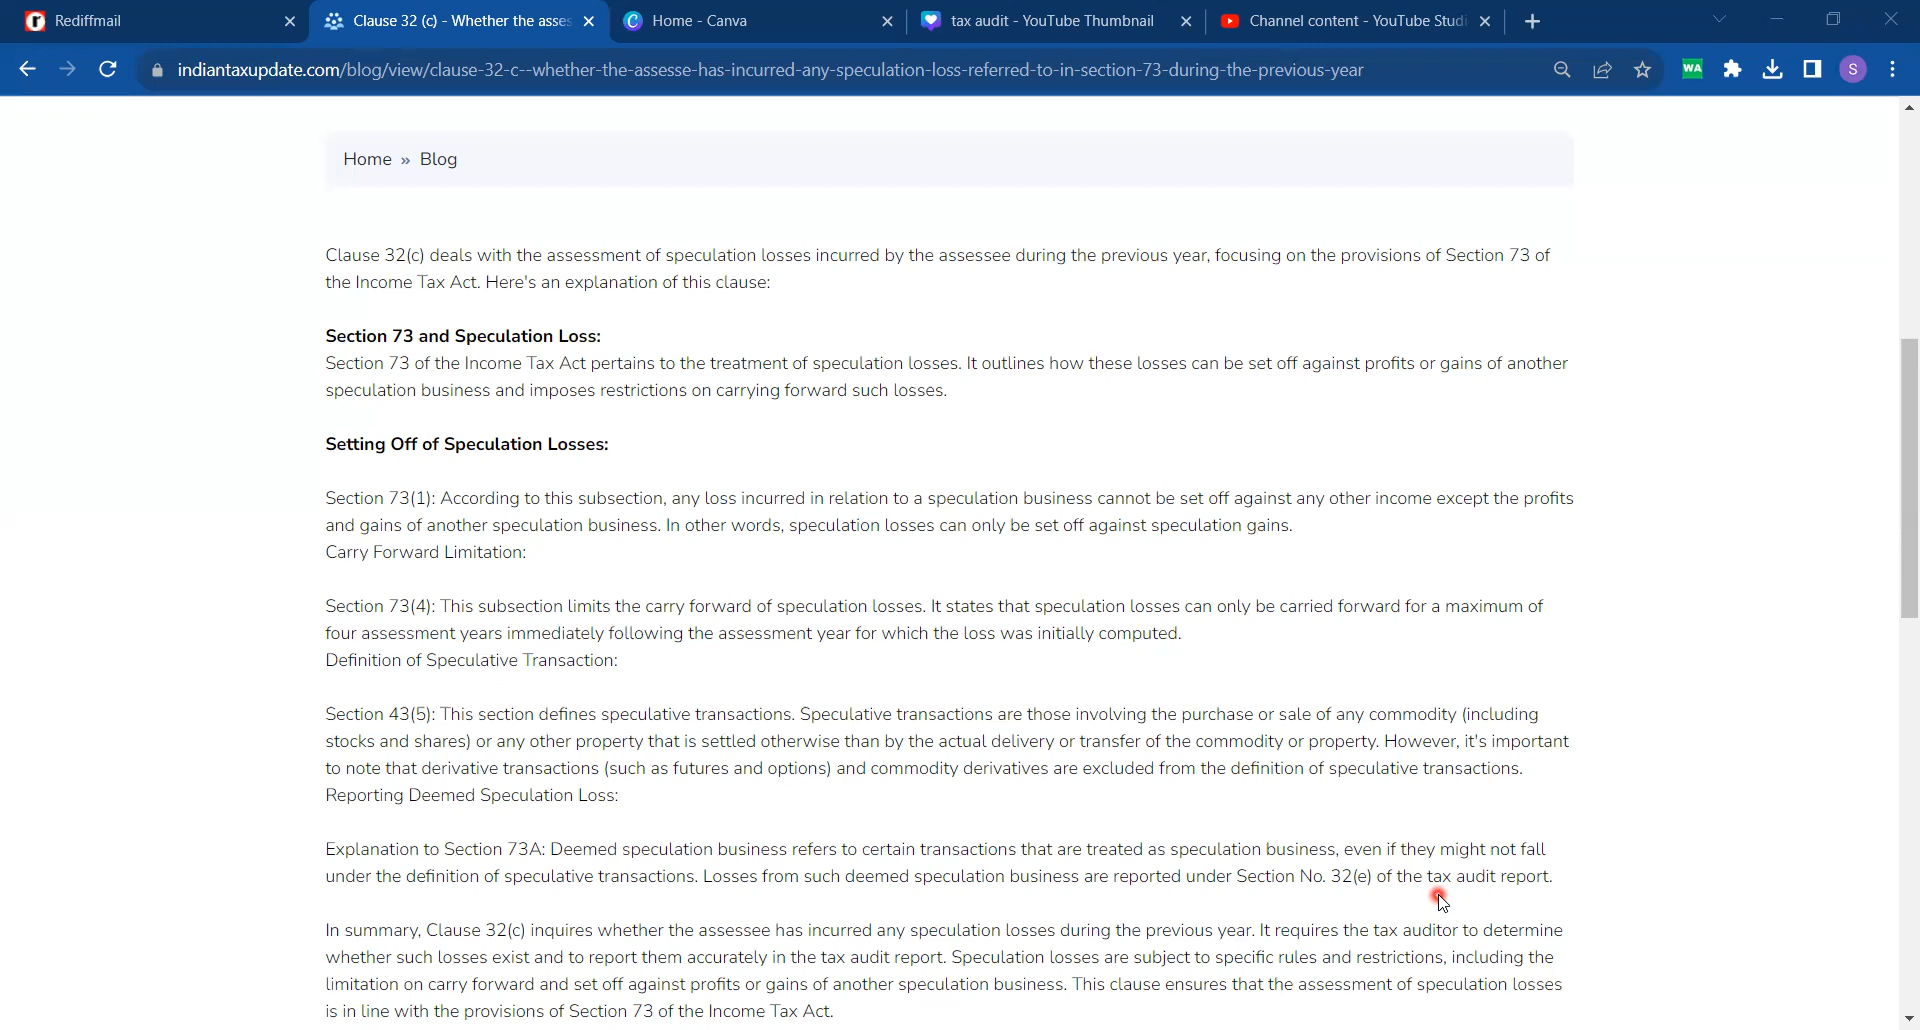 Rediffmail
Clause 32 (c) - Whether the asses
Home - Canva
tax audit - YouTube Thumbnail
Channel content - YouTube Studi
indiantaxupdate.com/blog/view/clause-32-c--whether-the-assesse-has-incurred-any-speculation-loss-referred-to-in-section-73-during-the-previous-year
WA
S
Home » Blog
Clause 32(c) deals with the assessment of speculation losses incurred by the assessee during the previous year, focusing on the provisions of Section 73 of
the Income Tax Act. Here's an explanation of this clause:
Section 73 and Speculation Loss:
Section 73 of the Income Tax Act pertains to the treatment of speculation losses. It outlines how these losses can be set off against profits or gains of another
speculation business and imposes restrictions on carrying forward such losses.
Setting Off of Speculation Losses:
Section 73(1): According to this subsection, any loss incurred in relation to a speculation business cannot be set off against any other income except the profits
and gains of another speculation business. In other words, speculation losses can only be set off against speculation gains.
Carry Forward Limitation:
Section 73(4): This subsection limits the carry forward of speculation losses. It states that speculation losses can only be carried forward for a maximum of
four assessment years immediately following the assessment year for which the loss was initially computed.
Definition of Speculative Transaction:
Section 43(5): This section defines speculative transactions. Speculative transactions are those involving the purchase or sale of any commodity (including
stocks and shares) or any other property that is settled otherwise than by the actual delivery or transfer of the commodity or property. However, it's important
to note that derivative transactions (such as futures and options) and commodity derivatives are excluded from the definition of speculative transactions.
Reporting Deemed Speculation Loss:
Explanation to Section 73A: Deemed speculation business refers to certain transactions that are treated as speculation business, even if they might not fall
under the definition of speculative transactions. Losses from such deemed speculation business are reported under Section No. 32(e) of the tax audit report.
In summary, Clause 32(c) inquires whether the assessee has incurred any speculation losses during the previous year. It requires the tax auditor to determine
whether such losses exist and to report them accurately in the tax audit report. Speculation losses are subject to specific rules and restrictions, including the
limitation on carry forward and set off against profits or gains of another speculation business. This clause ensures that the assessment of speculation losses
is in line with the provisions of Section 73 of the Income Tax Act.